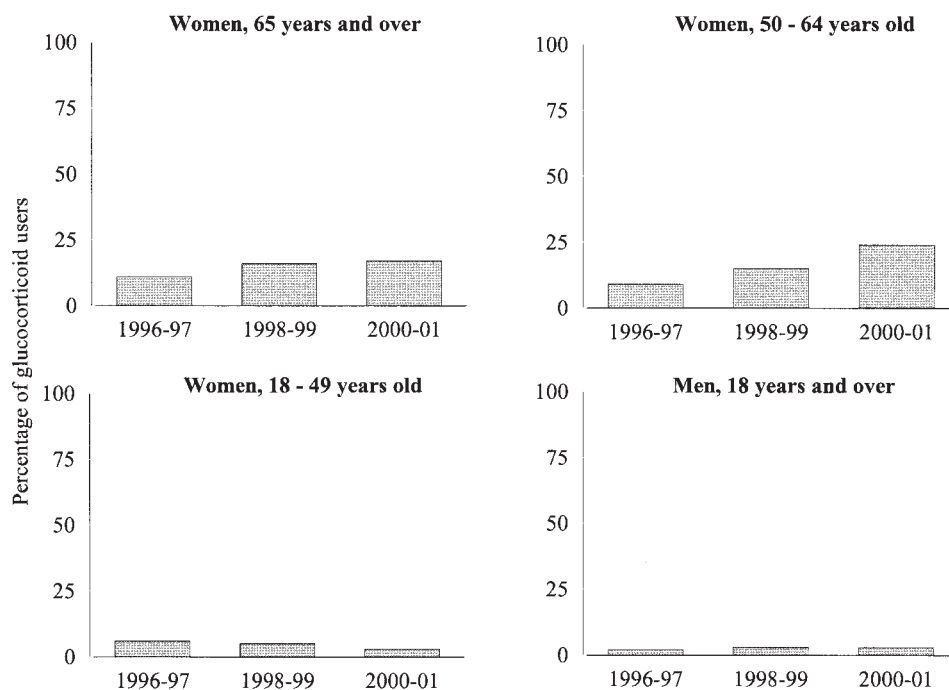 Percentage of glucocorticoid users
Women, 65 years and over
100
75
50
25
0
1996-97 1998-99 2000-01
Women, 50 - 64 years old
100
75
50
25
0
1996-97 1998-99 2000-01
Women, 18 - 49 years old
100
75
50
25
0
1996-97 1998-99 2000-01
Men, 18 years and over
100
75
50
25
0
1996-97 1998-99 2000-01